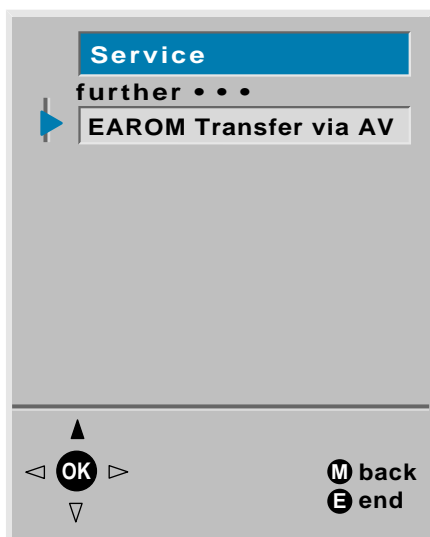 Service
further • • •
EAROM Transfer via AV
OK
M back
E end